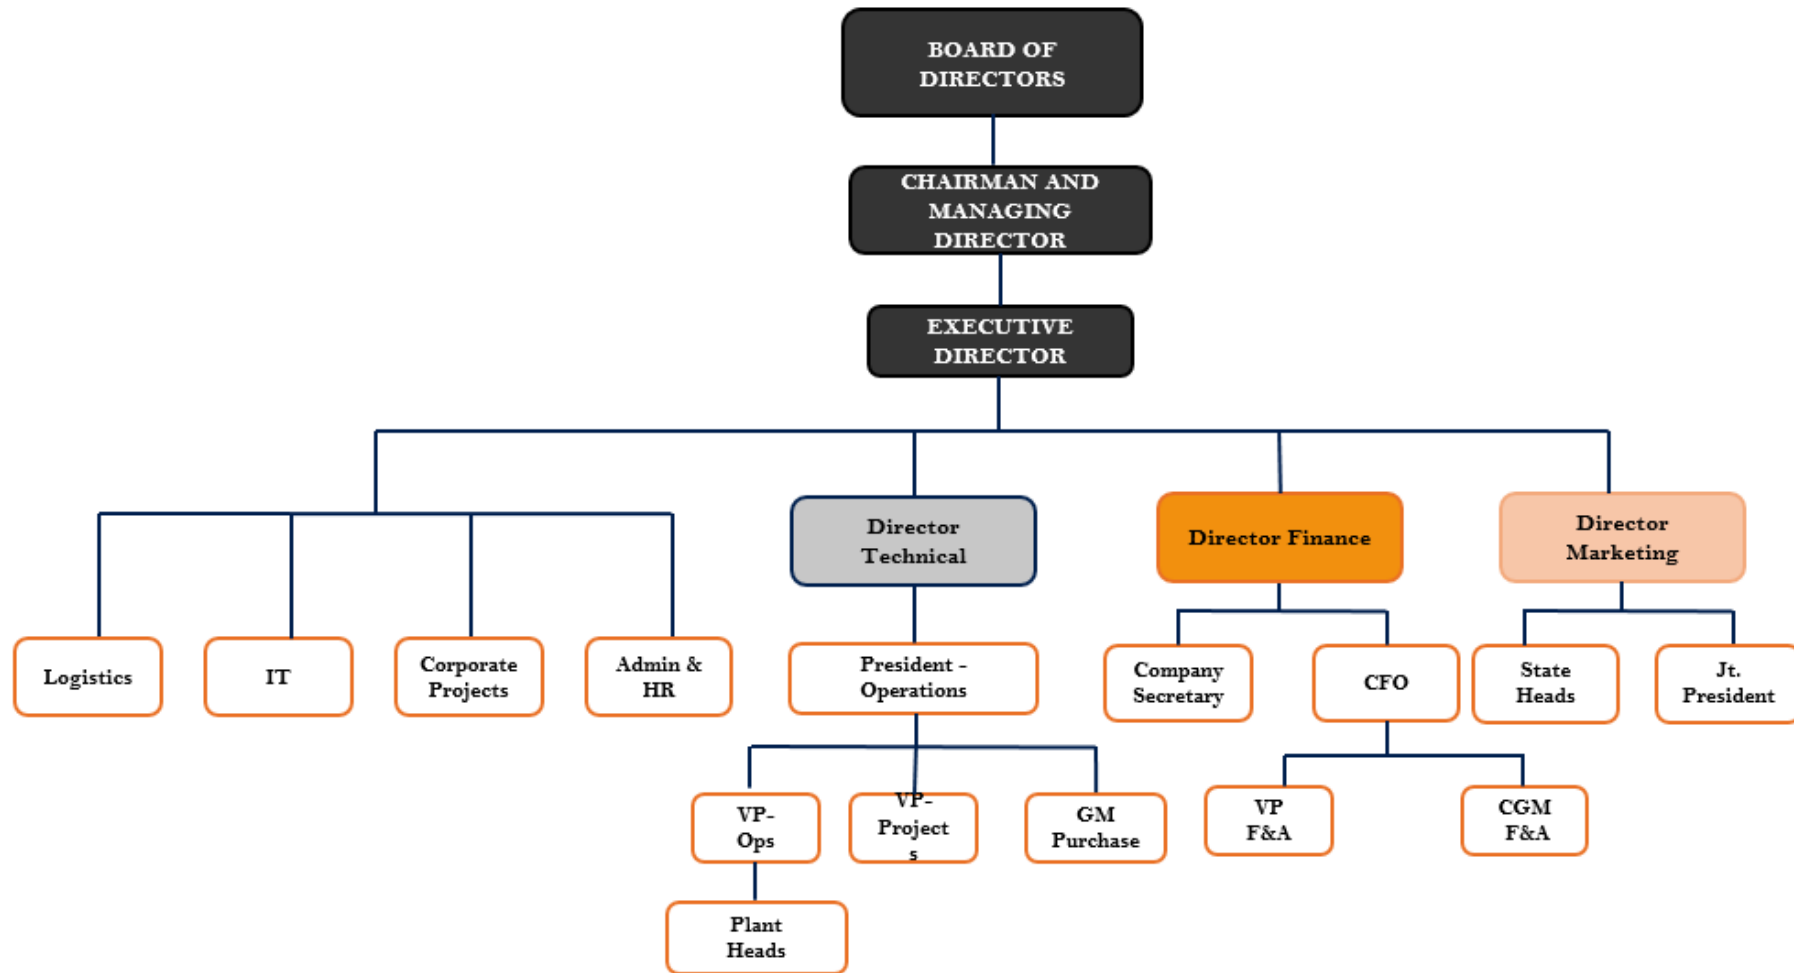 BOARD OF
DIRECTORS
CHAIRMAN AND
MANAGING
DIRECTOR
EXECUTIVE
DIRECTOR
Director
Technical
Director Finance
Director
Marketing
Logistics
IT
Corporate
Projects
Admin &
HR
President -
Operations
Company
Secretary
CFO
State
Heads
Jt.
President
VP-
Ops
VP-
Project
s
GM
Purchase
VP
F&A
CGM
F&A
Plant
Heads